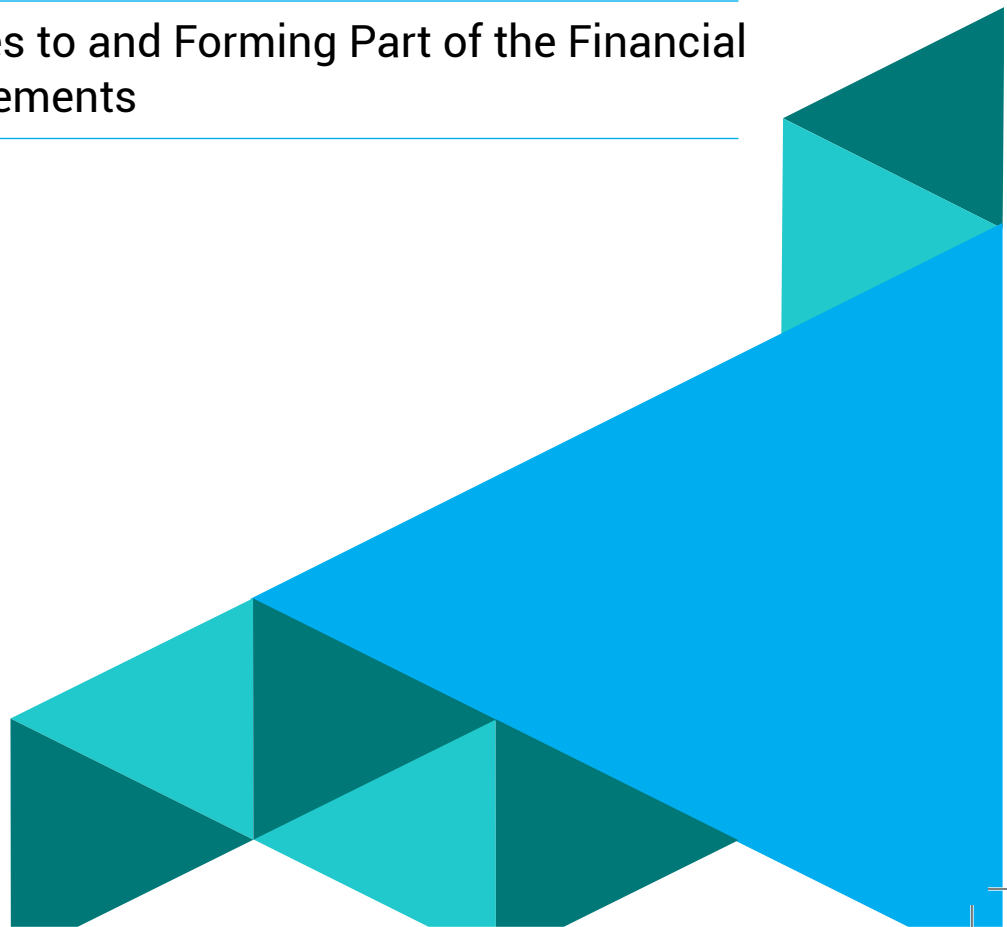 es to and Forming Part of the Financial
ements